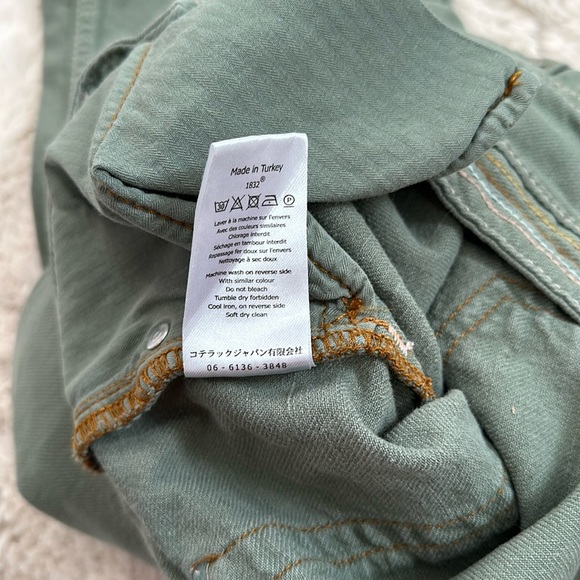 Made in Turkey
1832®
Laver à la machine sur l'envers
Avec des couleurs similaires
Chlorage interdit
Séchage en tambour interdit
Repassage fer doux sur l'envers
Nettoyage à sec doux
Machine wash on reverse side
With similar colour
Do not bleach
Tumble dry forbidden
Cool iron, on reverse side
Soft dry clean
コテラックジャパン有限会社
06-6136-3848